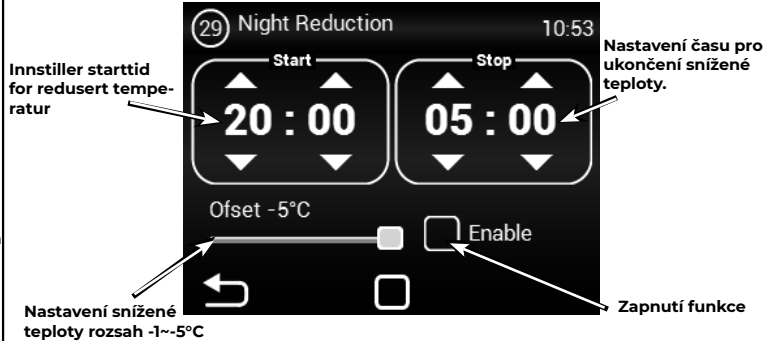 29 Night Reduction 10:53
Innstiller starttid
for redusert tempe-
ratur
Start
20 : 00
Stop
05 : 00
Nastavení času pro
ukončení snížené
teploty.
Ofset -5°C
Enable
Nastavení snížené
teploty rozsah -1~-5°C
Zapnutí funkce